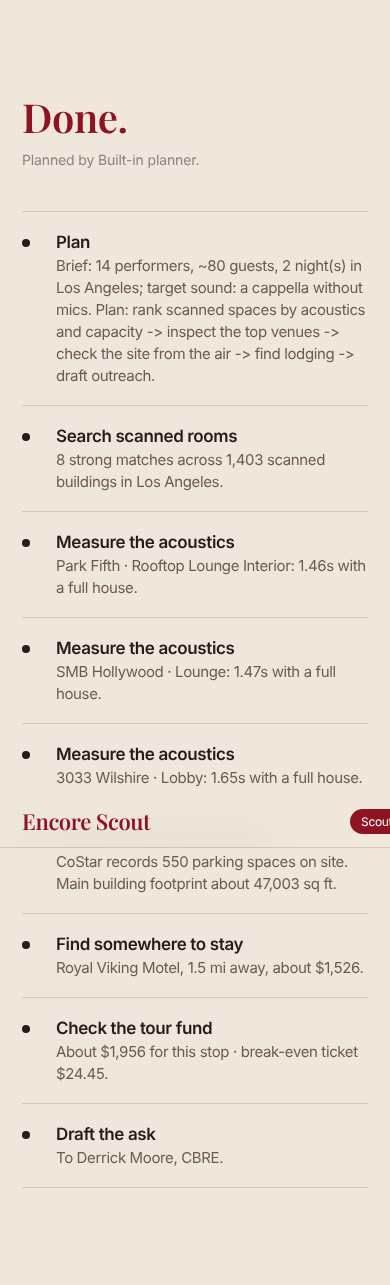 Done.
Planned by Built-in planner.
Plan
Brief: 14 performers, ~80 guests, 2 night(s) in
Los Angeles; target sound: a cappella without
mics. Plan: rank scanned spaces by acoustics
and capacity -> inspect the top venues ->
check the site from the air -> find lodging ->
draft outreach.
Search scanned rooms
8 strong matches across 1,403 scanned
buildings in Los Angeles.
Measure the acoustics
Park Fifth · Rooftop Lounge Interior: 1.46s with
a full house.
Measure the acoustics
SMB Hollywood · Lounge: 1.47s with a full
house.
Measure the acoustics
3033 Wilshire · Lobby: 1.65s with a full house.
Encore Scout
Scout
CoStar records 550 parking spaces on site.
Main building footprint about 47,003 sq ft.
Find somewhere to stay
Royal Viking Motel, 1.5 mi away, about $1,526.
Check the tour fund
About $1,956 for this stop · break-even ticket
$24.45.
Draft the ask
To Derrick Moore, CBRE.